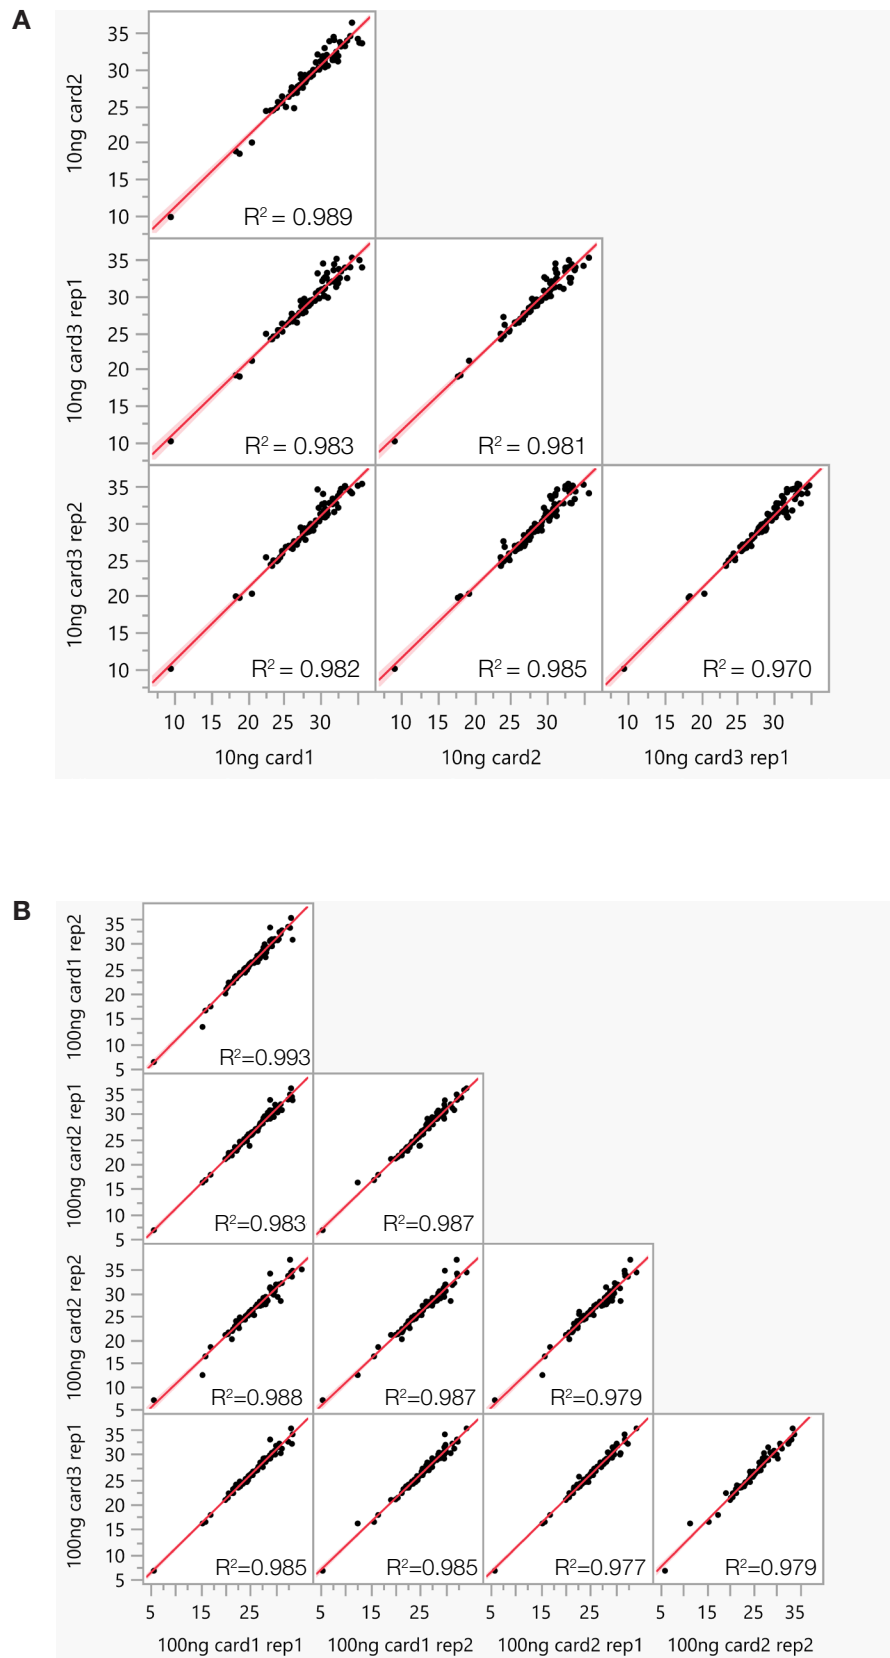 A
35
30
25
20
15
10
10ng card2
R² = 0.989
35
30
25
20
15
10
10ng card3 rep1
R² = 0.983
R² = 0.981
35
30
25
20
15
10
10ng card3 rep2
R² = 0.982
R² = 0.985
R² = 0.970
10 15 20 25 30
10 15 20 25 30
10 15 20 25 30
10ng card1
10ng card2
10ng card3 rep1
B
35
30
25
20
15
10
5
100ng card1 rep2
R²=0.993
35
30
25
20
15
10
5
100ng card2 rep1
R²=0.983
R²=0.987
35
30
25
20
15
10
5
100ng card2 rep2
R²=0.988
R²=0.987
R²=0.979
35
30
25
20
15
10
5
100ng card3 rep1
R²=0.985
R²=0.985
R²=0.977
R²=0.979
5 15 25
5 15 25
5 15 25
5 15 25 35
100ng card1 rep1
100ng card1 rep2
100ng card2 rep1
100ng card2 rep2